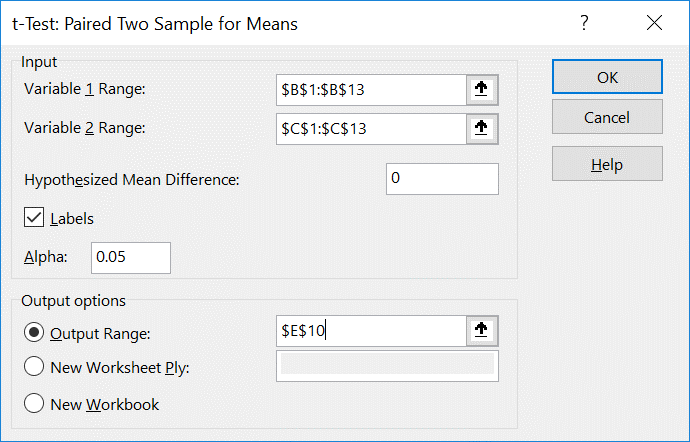 t-Test: Paired Two Sample for Means
?
Input
Variable 1 Range:
$B$1:$B$13
Variable 2 Range:
$C$1:$C$13
Hypothesized Mean Difference:
0
Labels
Alpha:
0.05
OK
Cancel
Help
Output options
Output Range:
$E$10
New Worksheet Ply:
New Workbook